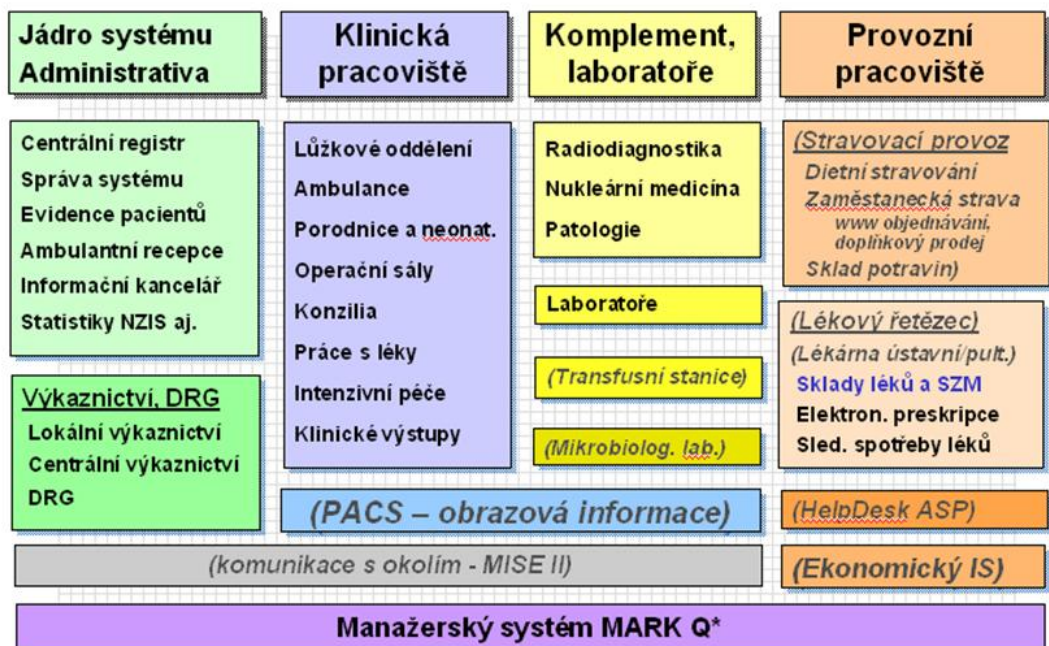 Jádro systému
Administrativa
Centrální registr
Správa systému
Evidence pacientů
Ambulantní recepce
Informační kancelář
Statistiky NZIS aj.
Výkaznictví, DRG
Lokální výkaznictví
Centrální výkaznictví
DRG
Klinická
pracoviště
Lůžkové oddělení
Ambulance
Porodnice a neonat.
Operační sály
Konzilia
Práce s léky
Intenzivní péče
Klinické výstupy
Komplement,
laboratoře
Radiodiagnostika
Nukleární medicína
Patologie
Laboratoře
(Transfusní stanice)
(Mikrobiolog. lab.)
Provozní
pracoviště
(Stravovací provoz
Dietní stravování
Zaměstanecká strava
www objednávání,
doplňkový prodej
Sklad potravin)
(Lékový řetězec)
(Lékárna ústavní/pult.)
Sklady léků a SZM
Elektron. preskripce
Sled. spotřeby léků
(PACS – obrazová informace)
(HelpDesk ASP)
(komunikace s okolím - MISE II)
(Ekonomický IS)
Manažerský systém MARK Q*